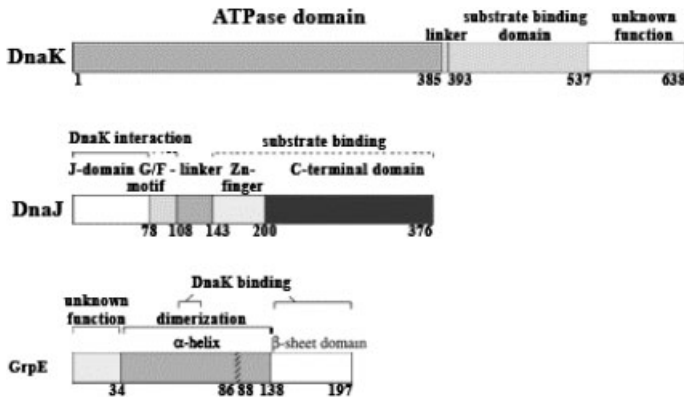 ATPase domain
substrate binding unknown
linker domain function
DnaK
1 385 393 537 638
DnaK interaction substrate binding
J-domain G/F - linker Zn- C-terminal domain
motif finger
DnaJ
78 108 143 200 376
DnaK binding
unknown
function dimerization
α-helix β-sheet domain
GrpE
34 86 88 138 197